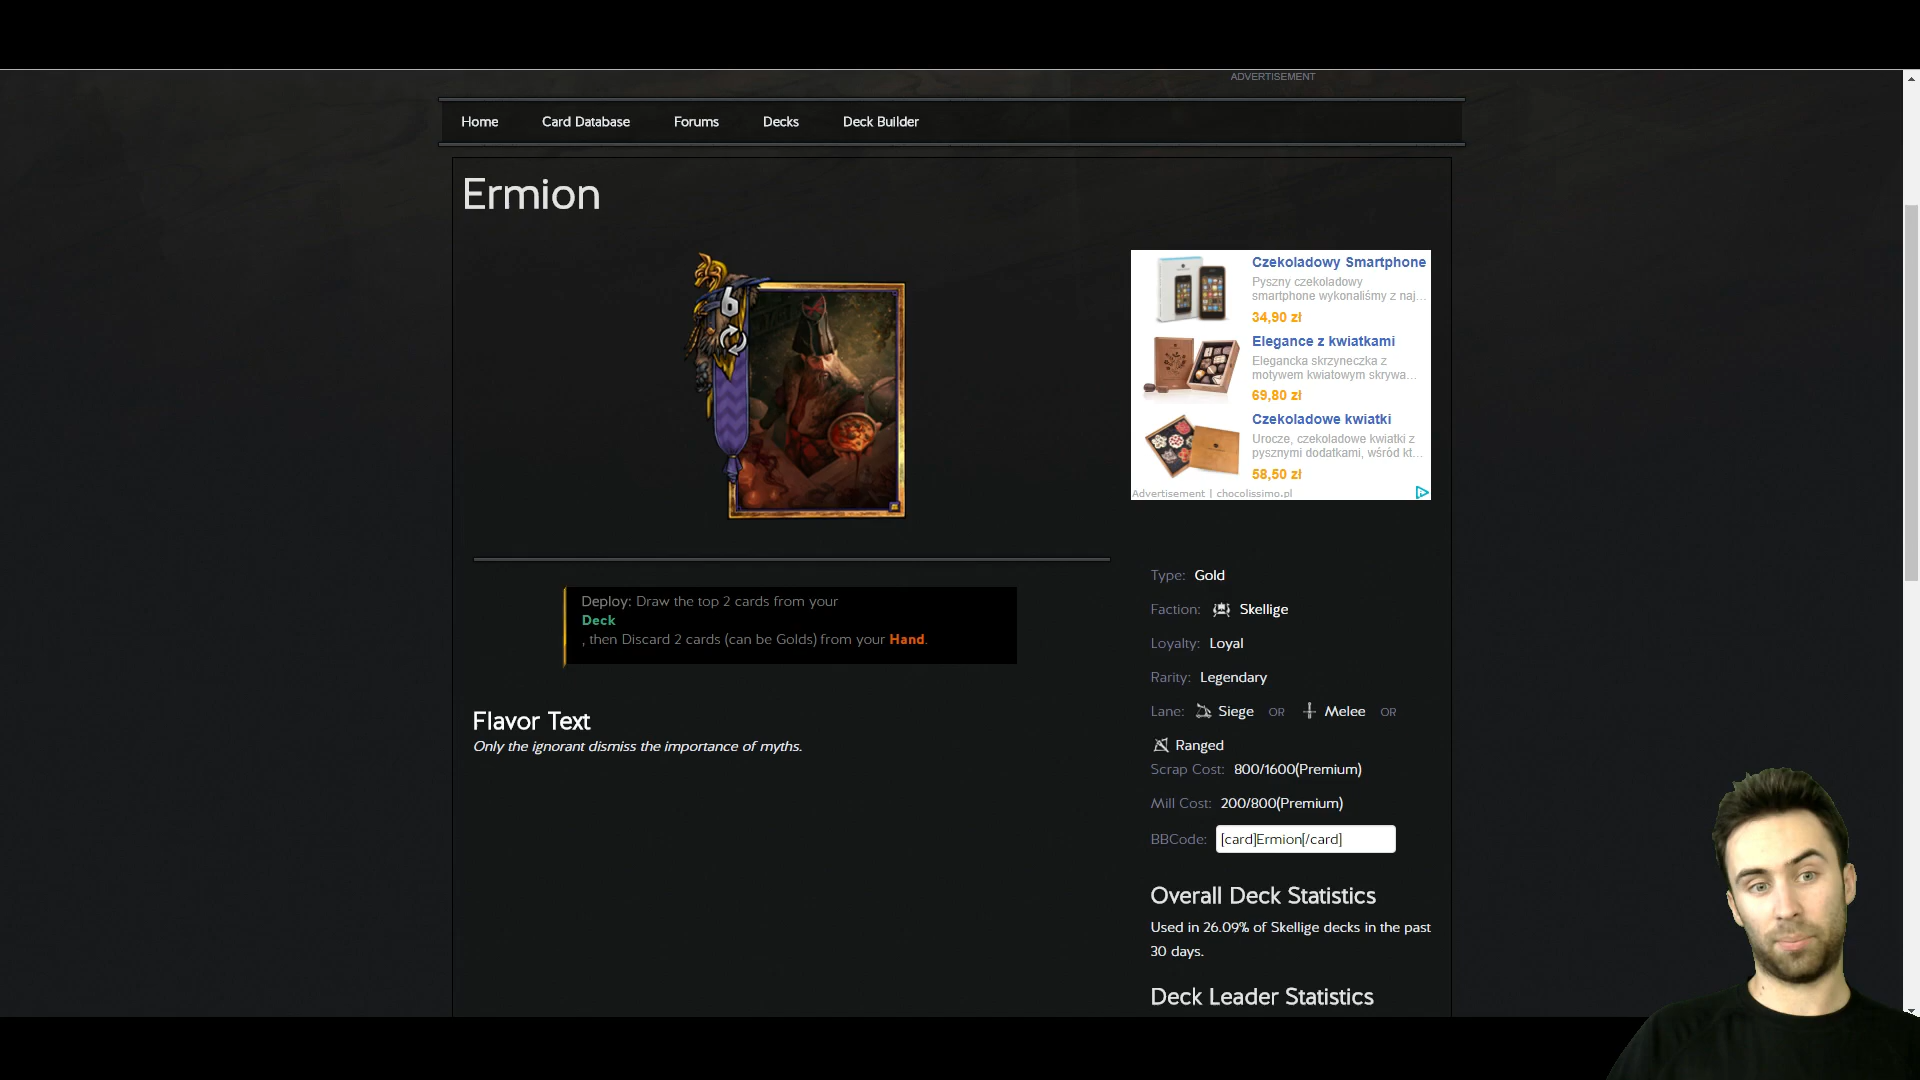 ADVERTISEMENT
Home Card Database Forums Decks Deck Builder
Ermion
6
Czekoladowy Smartphone
Pyszny czekoladowy
smartphone wykonaliśmy z naj...
34,90 zł
Elegance z kwiatkami
Elegancka skrzyneczka z
motywem kwiatowym skrywa...
69,80 zł
Czekoladowe kwiatki
Urocze, czekoladowe kwiatki z
pysznymi dodatkami, wśród kt...
58,50 zł
Advertisement | chocolissimo.pl
Deploy: Draw the top 2 cards from your
Deck
, then Discard 2 cards (can be Golds) from your Hand.
Flavor Text
Only the ignorant dismiss the importance of myths.
Type: Gold
Faction: Skellige
Loyalty: Loyal
Rarity: Legendary
Lane: Siege OR Melee OR
Ranged
Scrap Cost: 800/1600(Premium)
Mill Cost: 200/800(Premium)
BBCode: [card]Ermion[/card]
Overall Deck Statistics
Used in 26.09% of Skellige decks in the past
30 days.
Deck Leader Statistics